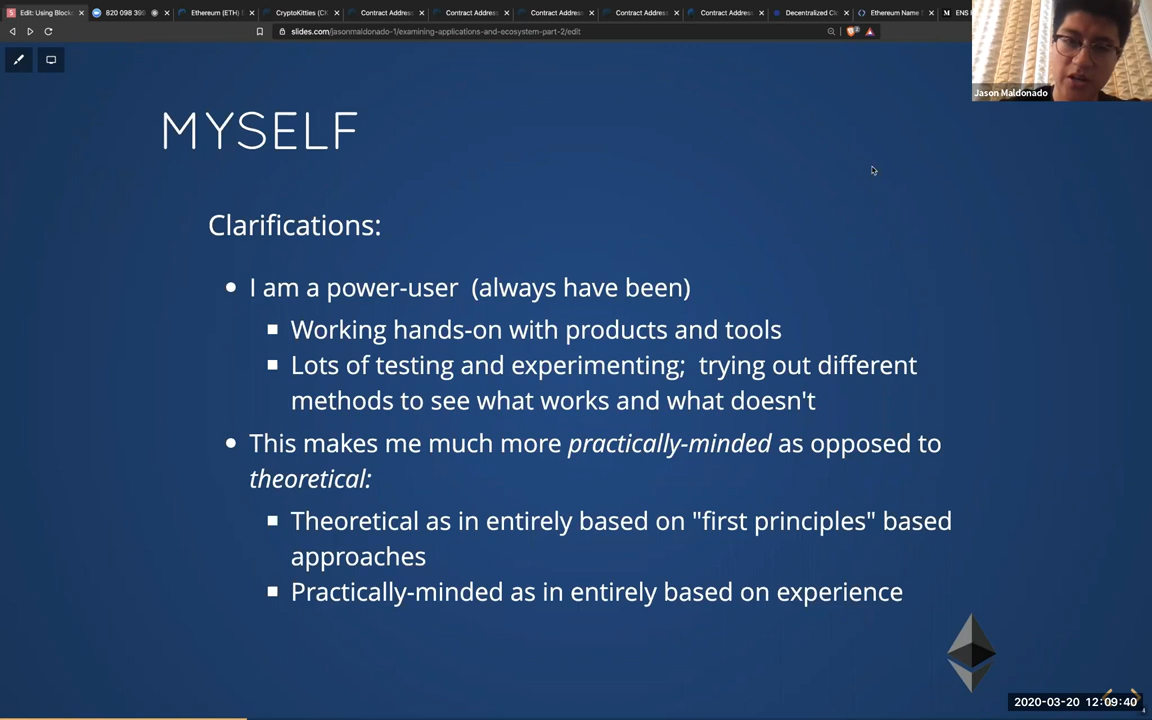 Edit: Using Block
820 098 39
Ethereum (ETH)
CryptoKitties (C
Contract Addres
Contract Addres
Contract Addres
Contract Addres
Contract Addres
Decentralized Cl
Ethereum Name
ENS
slides.com/jasonmaldonado-1/examining-applications-and-ecosystem-part-2/edit
Jason Maldonado
MYSELF
Clarifications:
I am a power-user (always have been)
Working hands-on with products and tools
Lots of testing and experimenting; trying out different
methods to see what works and what doesn't
This makes me much more practically-minded as opposed to
theoretical:
Theoretical as in entirely based on "first principles" based
approaches
Practically-minded as in entirely based on experience
2020-03-20 12:09:40